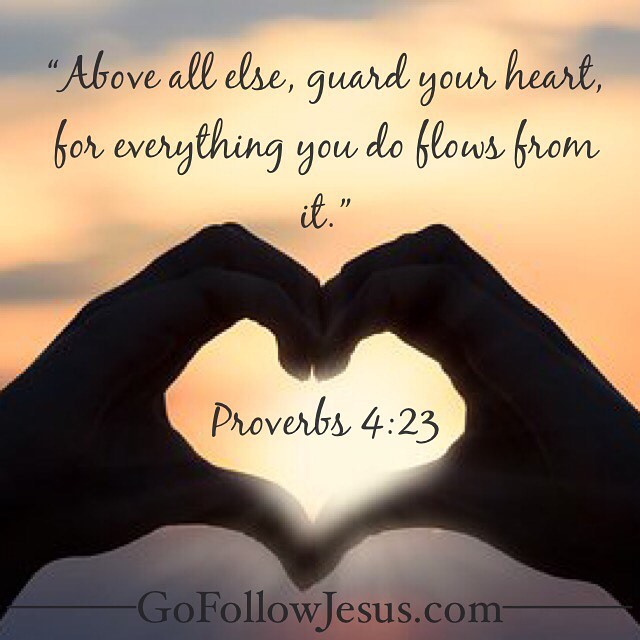 “Above all else, guard your heart,
for everything you do flows from
it.”
Proverbs 4:23
GoFollowJesus.com